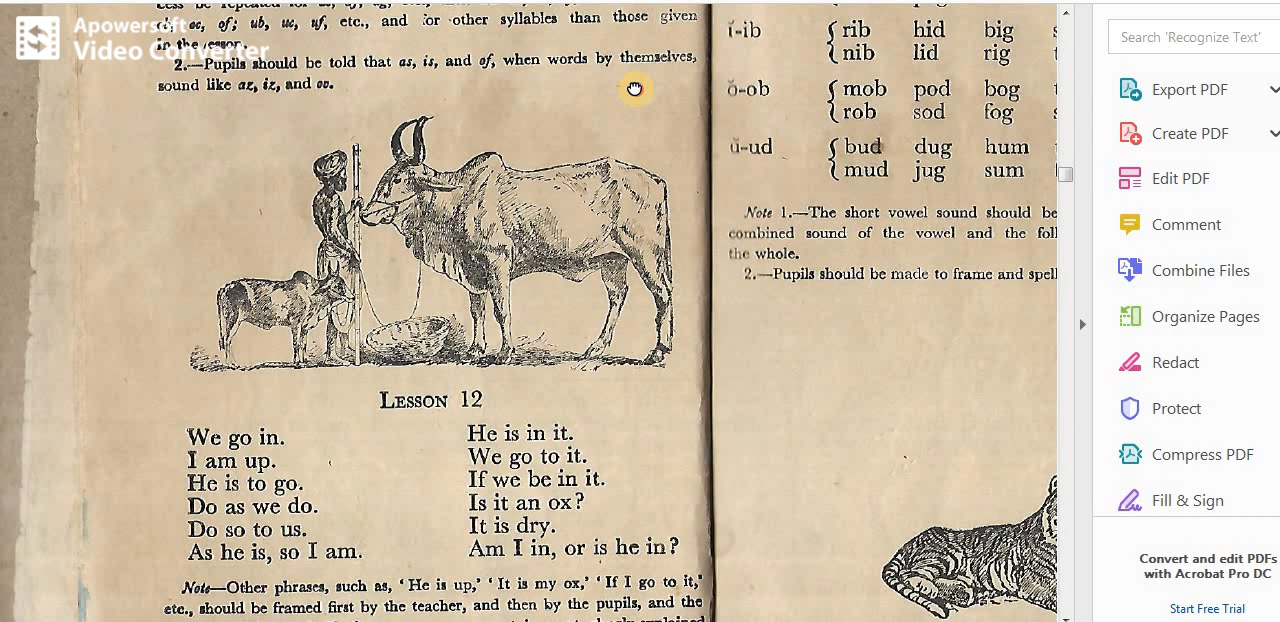 etc., and for other syllables than those given
of; ub, uc, uf,
Apowersoft
Video Converter
2.—Pupils should be told that as, is, and of, when words by themselves,
sound like az, iz, and ov.
LESSON 12
We go in.
I am up.
He is to go.
Do as we do.
Do so to us.
As he is, so I am.
He is in it.
We go to it.
If we be in it.
Is it an ox?
It is dry.
Am I in, or is he in?
Note—Other phrases, such as, 'He is up,' 'It is my ox,' 'If I go to it,'
etc., should be framed first by the teacher, and then by the pupils, and the
ĭ-ib rib hid big
nib lid rig
ŏ-ob mob pod bog
rob sod fog
ŭ-ud bud dug hum
mud jug sum
Note 1.—The short vowel sound should be
combined sound of the vowel and the fol
the whole.
2.—Pupils should be made to frame and spell
Search 'Recognize Text'
Export PDF
Create PDF
Edit PDF
Comment
Combine Files
Organize Pages
Redact
Protect
Compress PDF
Fill & Sign
Convert and edit PDFs
with Acrobat Pro DC
Start Free Trial